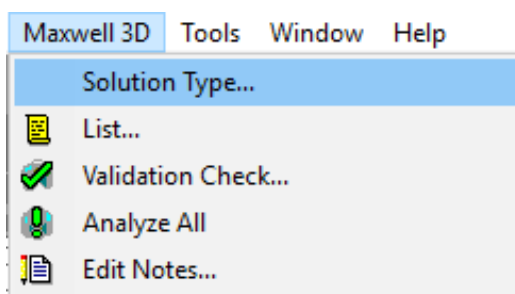 Maxwell 3D Tools Window Help
Solution Type...
List...
Validation Check...
Analyze All
Edit Notes...